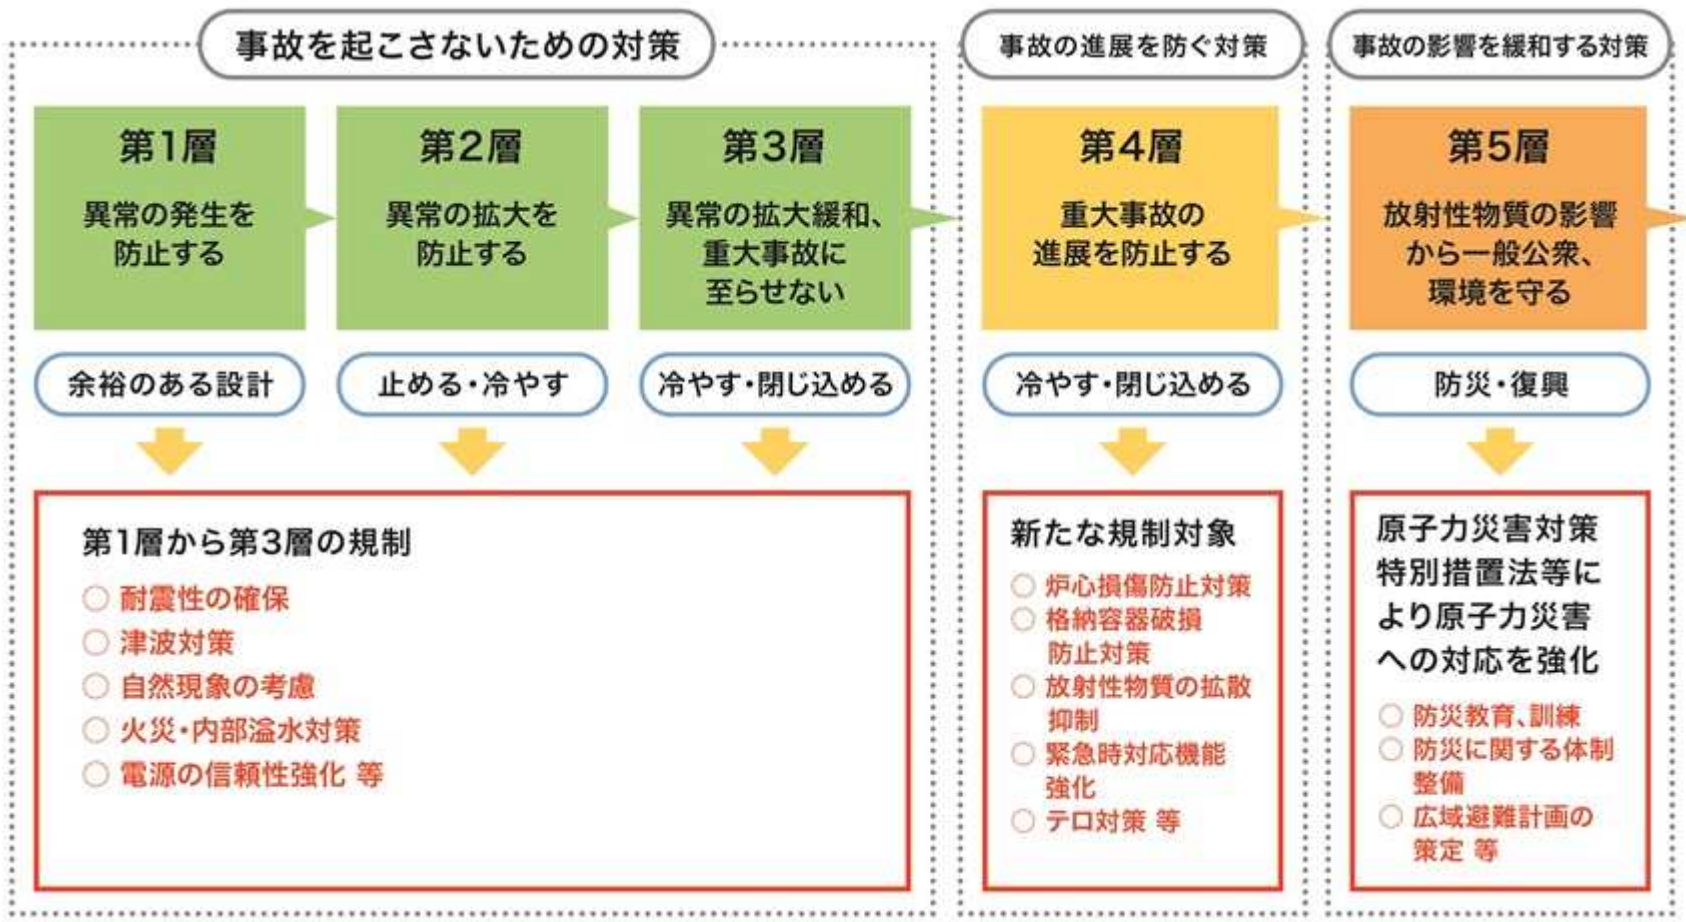 事故を起こさないための対策
事故の進展を防ぐ対策
事故の影響を緩和する対策
第1層
異常の発生を
防止する
第2層
異常の拡大を
防止する
第3層
異常の拡大緩和、
重大事故に
至らせない
第4層
重大事故の
進展を防止する
第5層
放射性物質の影響
から一般公衆、
環境を守る
余裕のある設計
止める・冷やす
冷やす・閉じ込める
冷やす・閉じ込める
防災・復興
第1層から第3層の規制
○ 耐震性の確保
○ 津波対策
○ 自然現象の考慮
○ 火災・内部溢水対策
○ 電源の信頼性強化 等
新たな規制対象
○ 炉心損傷防止対策
○ 格納容器破損
防止対策
○ 放射性物質の拡散
抑制
○ 緊急時対応機能
強化
○ テロ対策 等
原子力災害対策
特別措置法等に
より原子力災害
への対応を強化
○ 防災教育、訓練
○ 防災に関する体制
整備
○ 広域避難計画の
策定 等